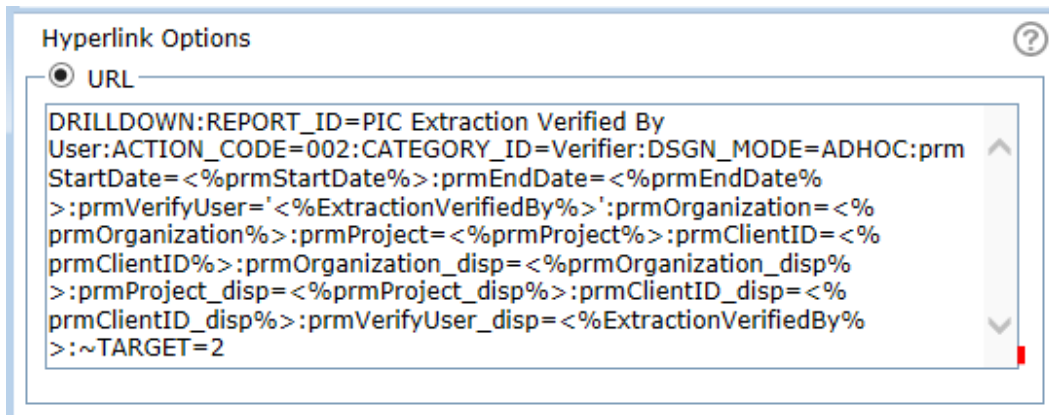 Hyperlink Options
URL
DRILLDOWN:REPORT_ID=PIC Extraction Verified By
User:ACTION_CODE=002:CATEGORY_ID=Verifier:DSGN_MODE=ADHOC:prm
StartDate=<%prmStartDate%>:prmEndDate=<%prmEndDate%
>:prmVerifyUser='<%ExtractionVerifiedBy%>':prmOrganization=<%
prmOrganization%>:prmProject=<%prmProject%>:prmClientID=<%
prmClientID%>:prmOrganization_disp=<%prmOrganization_disp%
>:prmProject_disp=<%prmProject_disp%>:prmClientID_disp=<%
prmClientID_disp%>:prmVerifyUser_disp=<%ExtractionVerifiedBy%
>:~TARGET=2